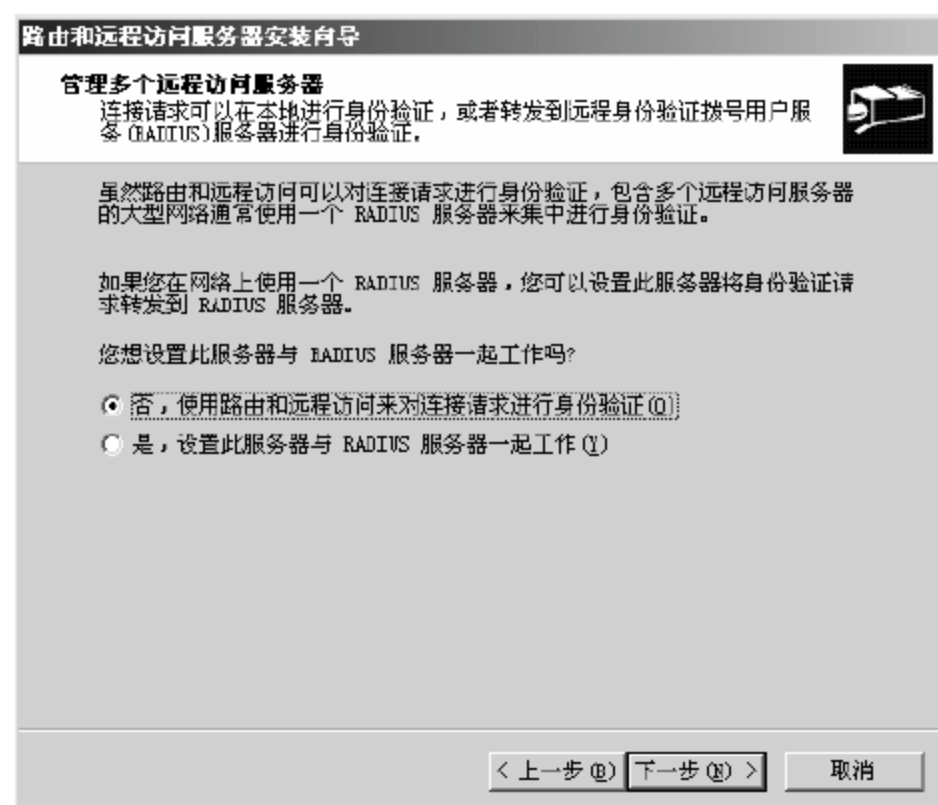 路由和远程访问服务器安装向导
管理多个远程访问服务器
连接请求可以在本地进行身份验证，或者转发到远程身份验证拨号用户服
务(RADIUS)服务器进行身份验证。
虽然路由和远程访问可以对连接请求进行身份验证，包含多个远程访问服务器
的大型网络通常使用一个 RADIUS 服务器来集中进行身份验证。
如果您在网络上使用一个 RADIUS 服务器，您可以设置此服务器将身份验证请
求转发到 RADIUS 服务器。
您想设置此服务器与 RADIUS 服务器一起工作吗?
否，使用路由和远程访问来对连接请求进行身份验证(O)
是，设置此服务器与 RADIUS 服务器一起工作(Y)
< 上一步(B) 下一步(N) > 取消